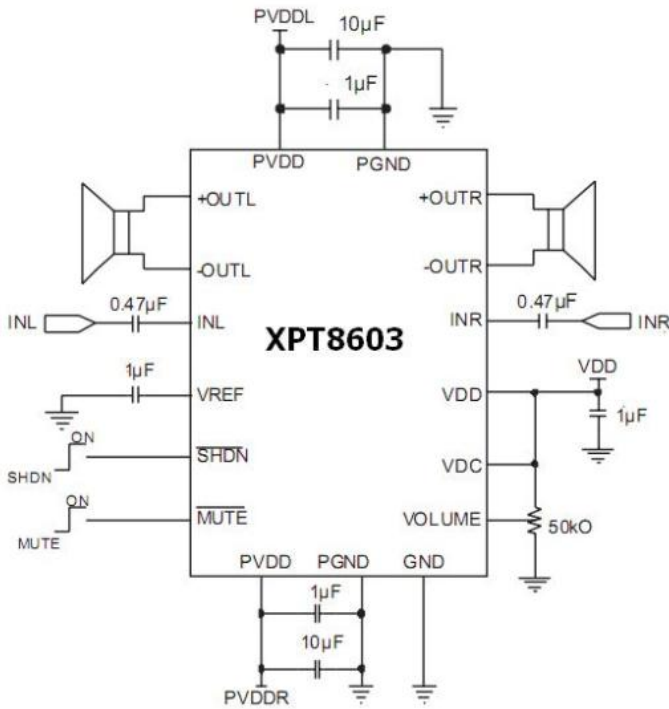 PVDDL
10µF
1µF
PVDD PGND
+OUTL +OUTR
-OUTL -OUTR
INL 0.47µF INL INR 0.47µF INR
XPT8603
1µF VREF VDD VDD
1µF
ON
SHDN SHDN VDC
ON
MUTE MUTE VOLUME 50kO
PVDD PGND GND
1µF
10µF
PVDDR